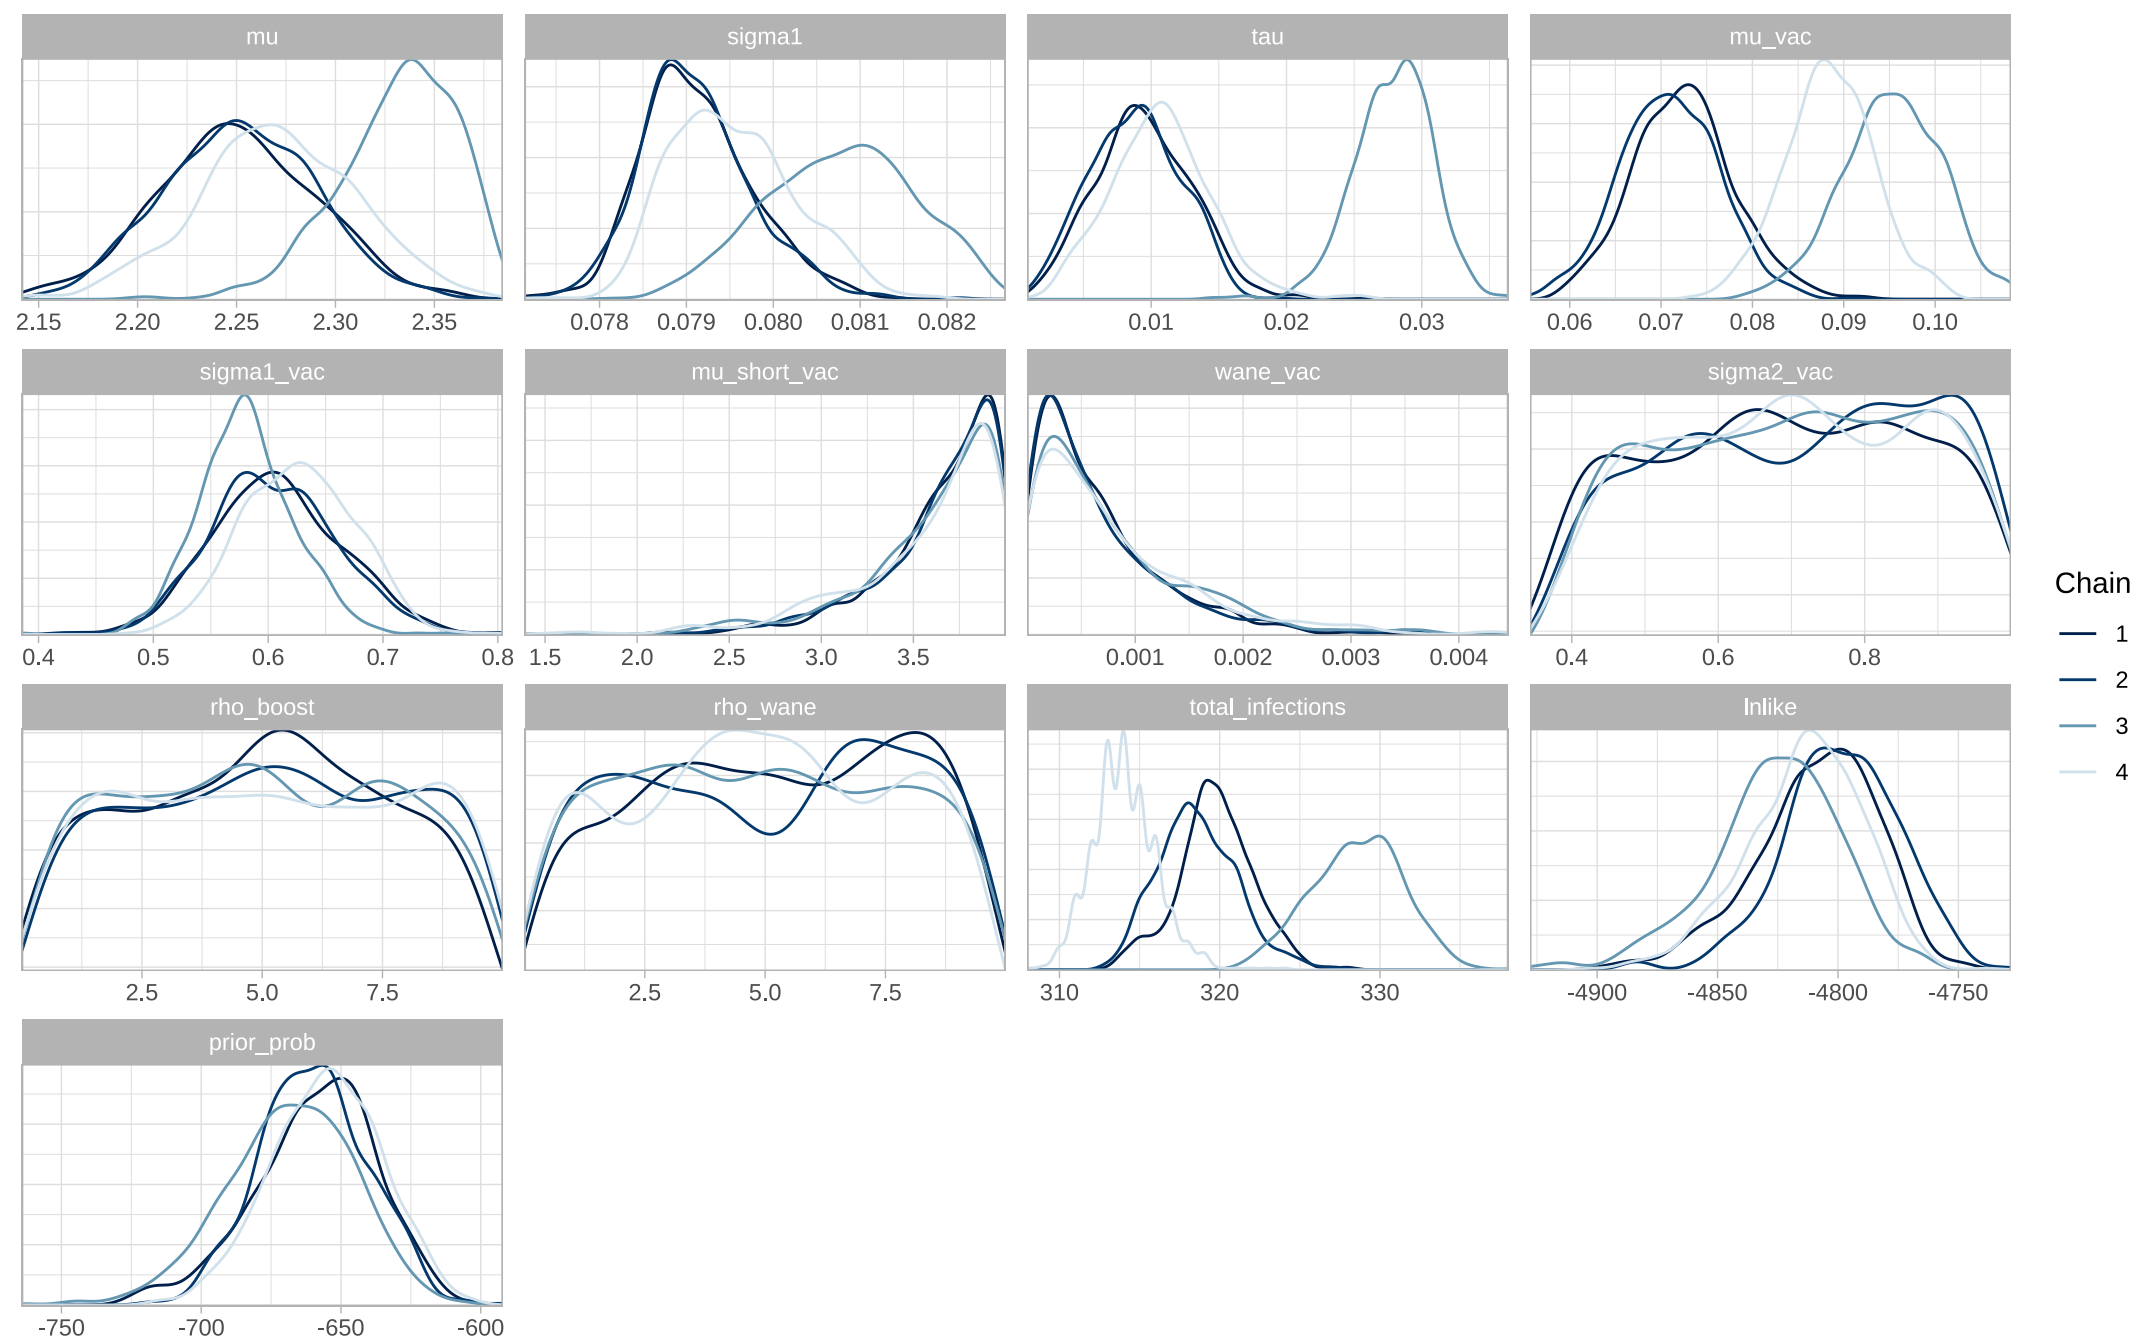 mu
sigma1
tau
mu_vac
2.15 2.20 2.25 2.30 2.35
0.078 0.079 0.080 0.081 0.082
0.01 0.02 0.03
0.06 0.07 0.08 0.09 0.10
sigma1_vac
mu_short_vac
wane_vac
sigma2_vac
0.4 0.5 0.6 0.7 0.8
1.5 2.0 2.5 3.0 3.5
0.001 0.002 0.003 0.004
0.4 0.6 0.8
rho_boost
rho_wane
total_infections
lnlike
2.5 5.0 7.5
2.5 5.0 7.5
310 320 330
-4900 -4850 -4800 -4750
prior_prob
-750 -700 -650 -600
Chain
1
2
3
4